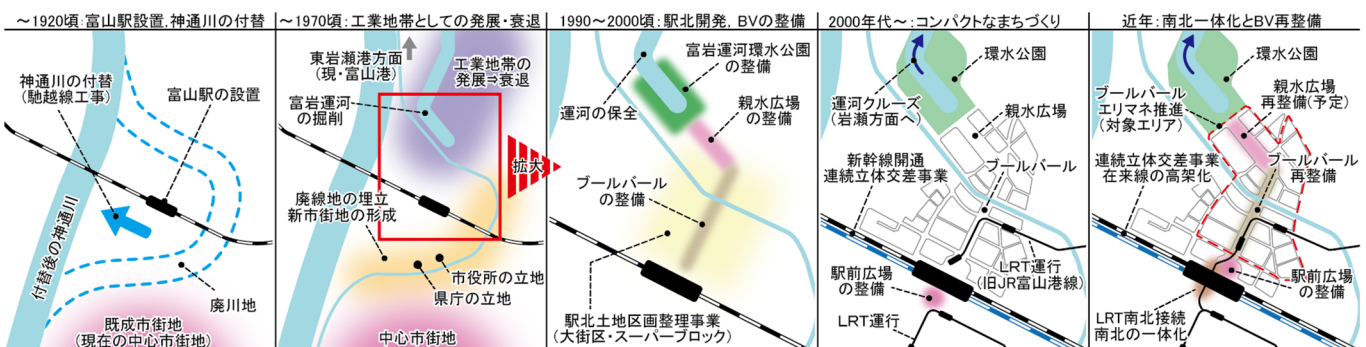 ～1920頃：富山駅設置，神通川の付替
神通川の付替
(馳越線工事)
富山駅の設置
付替後の神通川
廃川地
既成市街地
(現在の中心市街地)
～1970頃：工業地帯としての発展・衰退
東岩瀬港方面
(現・富山港)
工業地帯の
発展⇒衰退
富岩運河
の掘削
拡大
廃線地の埋立
新市街地の形成
市役所の立地
県庁の立地
中心市街地
1990～2000頃：駅北開発，BVの整備
富岩運河環水公園
の整備
運河の保全
親水広場
の整備
ブールバール
の整備
駅北土地区画整理事業
(大街区・スーパーブロック)
2000年代～：コンパクトなまちづくり
環水公園
運河クルーズ
(岩瀬方面へ)
親水広場
新幹線開通
連続立体交差事業
ブールバール
駅前広場
の整備
LRT運行
(旧JR富山港線)
LRT運行
近年：南北一体化とBV再整備
環水公園
ブールバール
エリマネ推進
(対象エリア)
親水広場
再整備(予定)
連続立体交差事業
在来線の高架化
ブールバール
再整備
駅前広場
の整備
LRT南北接続
南北の一体化